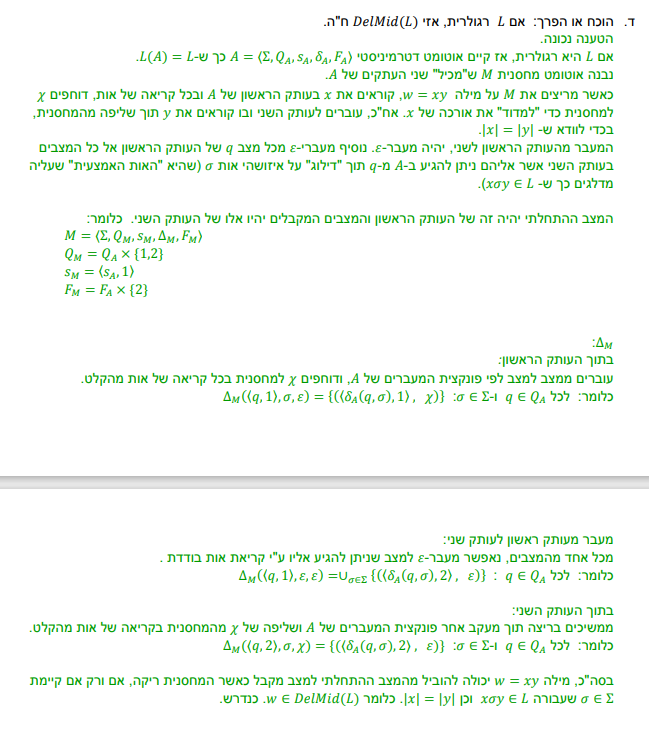 ד. הוכח או הפרך: אם L רגולרית, אזי DelMid(L) ח"ה.
הטענה נכונה.
אם L היא רגולרית, אז קיים אוטומט דטרמיניסטי A = ⟨Σ, Q_A, s_A, δ_A, F_A⟩ כך ש-L(A) = L.
נבנה אוטומט מחסנית M ש"מכיל" שני העתקים של A.
כאשר מריצים את M על מילה w = xy, קוראים את x בעותק הראשון של A ובכל קריאה של אות, דוחפים χ
למחסנית כדי "למדוד" את אורכה של x. אח"כ, עוברים לעותק השני ובו קוראים את y תוך שליפה מהמחסנית,
בכדי לוודא ש- |x| = |y|.
המעבר מהעותק הראשון לשני, יהיה מעבר-ε. נוסיף מעברי-ε מכל מצב q של העותק הראשון אל כל המצבים
בעותק השני אשר אליהם ניתן להגיע ב-A מ-q תוך "דילוג" על איזושהי אות σ (שהיא "האות האמצעית" שעליה
מדלגים כך ש- xσy ∈ L).
המצב ההתחלתי יהיה זה של העותק הראשון והמצבים המקבלים יהיו אלו של העותק השני. כלומר:
M = ⟨Σ, Q_M, s_M, Δ_M, F_M⟩
Q_M = Q_A × {1,2}
s_M = ⟨s_A, 1⟩
F_M = F_A × {2}
Δ_M:
בתוך העותק הראשון:
עוברים ממצב למצב לפי פונקצית המעברים של A, ודוחפים χ למחסנית בכל קריאה של אות מהקלט.
כלומר: לכל q ∈ Q_A ו-σ ∈ Σ: Δ_M(⟨q, 1⟩, σ, ε) = {(⟨δ_A(q, σ), 1⟩, χ)}
מעבר מעותק ראשון לעותק שני:
מכל אחד מהמצבים, נאפשר מעבר-ε למצב שניתן להגיע אליו ע"י קריאת אות בודדת .
כלומר: לכל q ∈ Q_A : Δ_M(⟨q, 1⟩, ε, ε) =∪_{σ∈Σ} {(⟨δ_A(q, σ), 2⟩, ε)}
בתוך העותק השני:
ממשיכים בריצה תוך מעקב אחר פונקצית המעברים של A ושליפה של χ מהמחסנית בקריאה של אות מהקלט.
כלומר: לכל q ∈ Q_A ו-σ ∈ Σ: Δ_M(⟨q, 2⟩, σ, χ) = {(⟨δ_A(q, σ), 2⟩, ε)}
בסה"כ, מילה w = xy יכולה להוביל מהמצב ההתחלתי למצב מקבל כאשר המחסנית ריקה, אם ורק אם קיימת
σ ∈ Σ שעבורה xσy ∈ L וכן |x| = |y|. כלומר w ∈ DelMid(L). כנדרש.